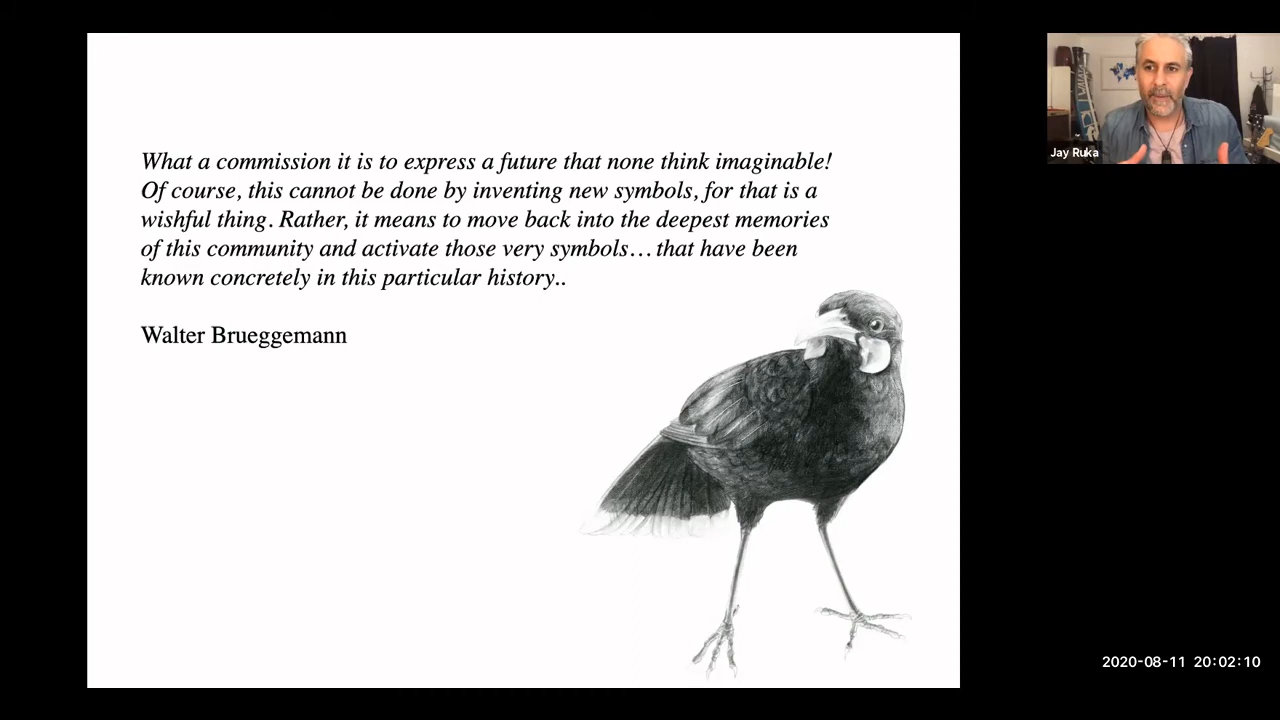 What a commission it is to express a future that none think imaginable!
Of course, this cannot be done by inventing new symbols, for that is a
wishful thing. Rather, it means to move back into the deepest memories
of this community and activate those very symbols… that have been
known concretely in this particular history..
Walter Brueggemann
Jay Ruka
2020-08-11 20:02:10